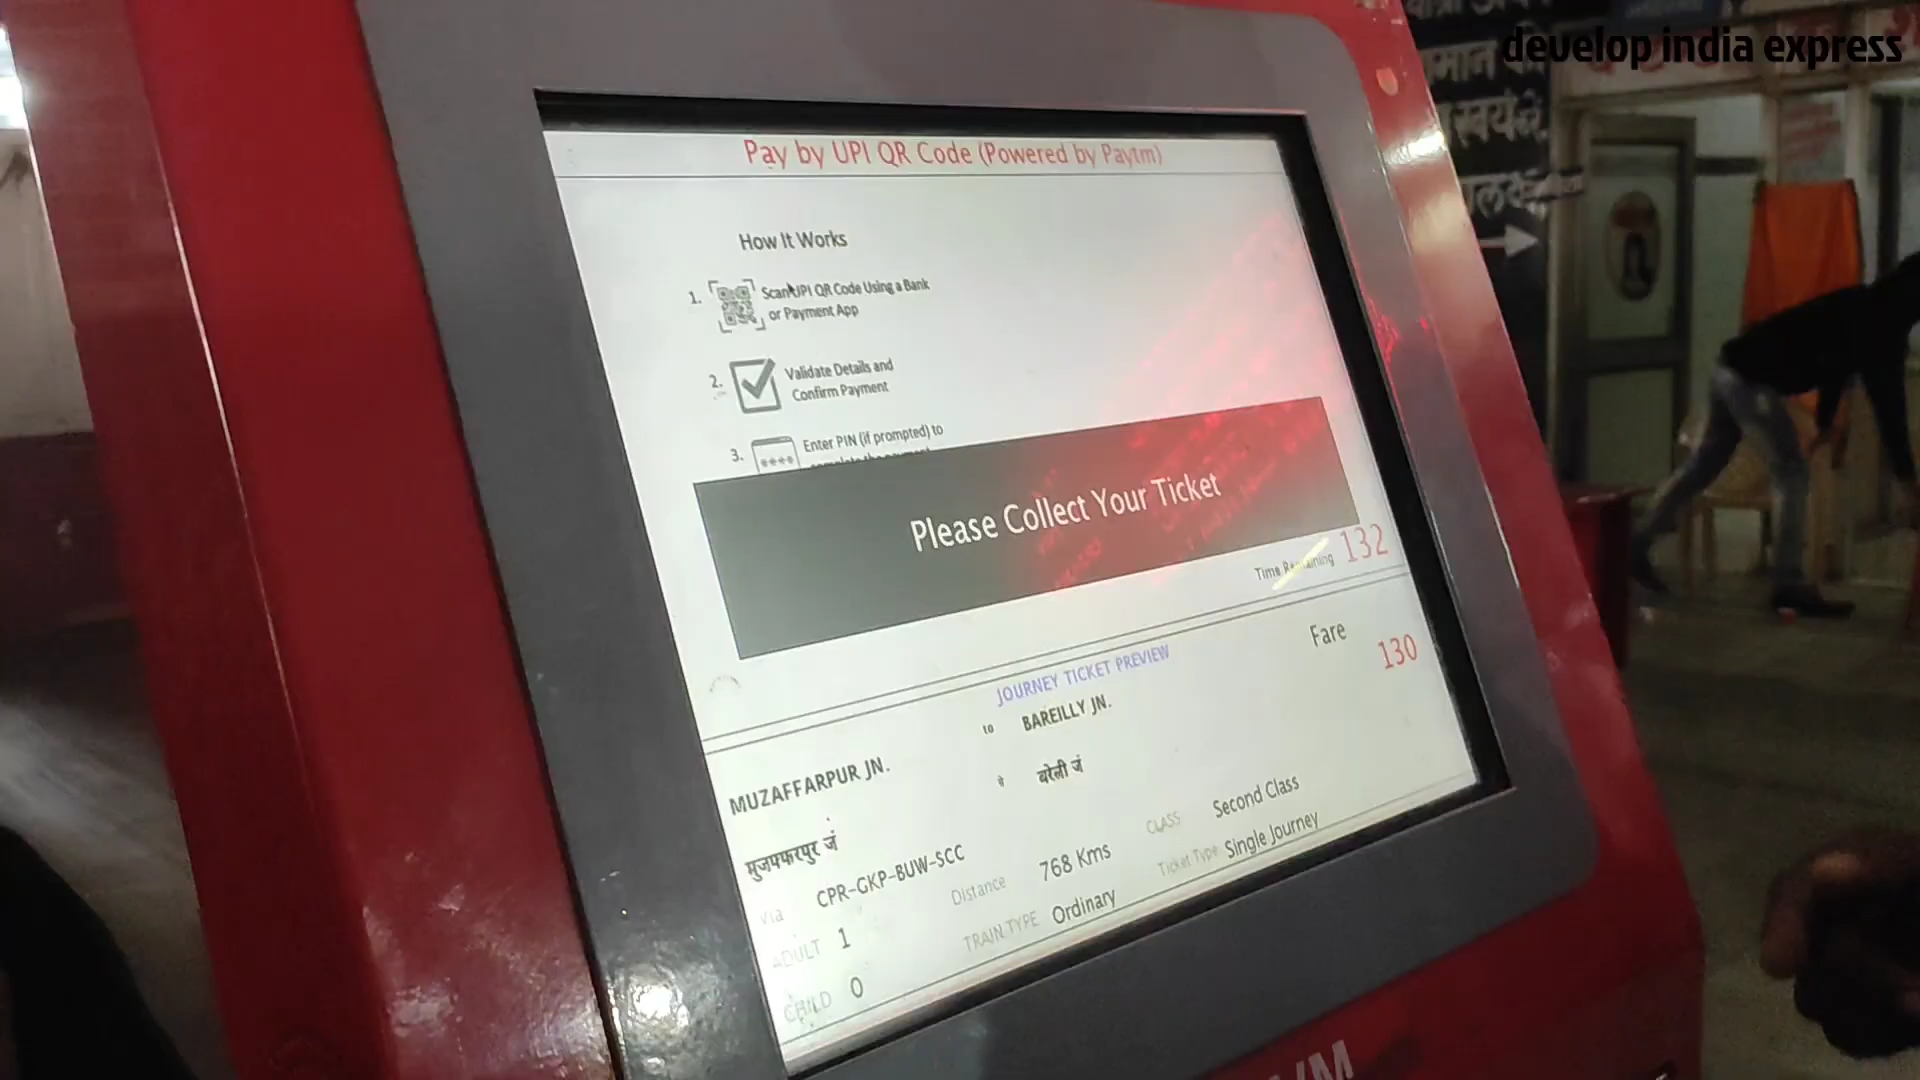 develop india express
मान की
स्वयं
Pay by UPI QR Code (Powered by Paytm)
How It Works
1. Scan UPI QR Code Using a Bank
or Payment App
2. Validate Details and
Confirm Payment
3. Enter PIN (if prompted) to
Please Collect Your Ticket
Time Remaining 132
JOURNEY TICKET PREVIEW
Fare
130
MUZAFFARPUR JN. to BAREILLY JN.
मुजफ्फरपुर जं से बरेली जं
Via CPR-GKP-BUW-SCC Distance 768 Kms CLASS Second Class
ADULT 1 TRAIN TYPE Ordinary Ticket Type Single Journey
CHILD 0
VM